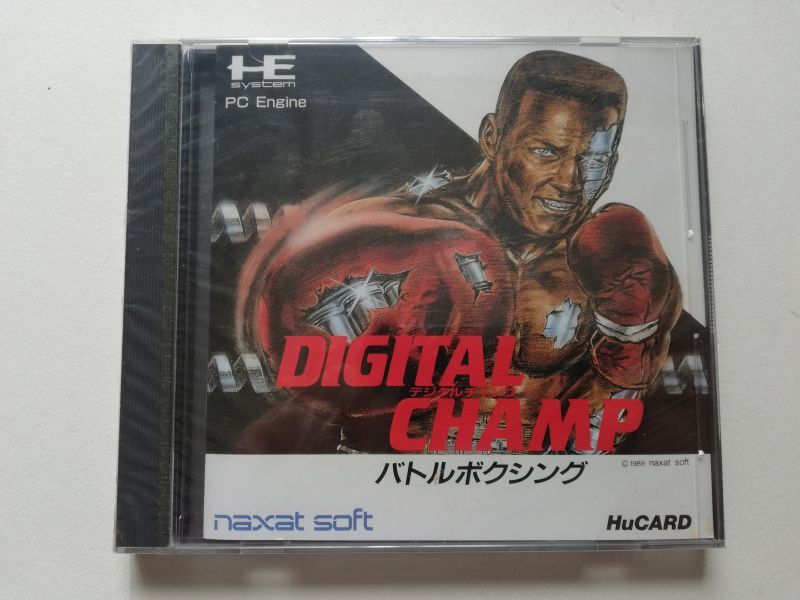 HE
system
PC Engine
DIGITAL
デジタルチャンプ
CHAMP
バトルボクシング
©1989 naxat soft
naxat soft
HuCARD